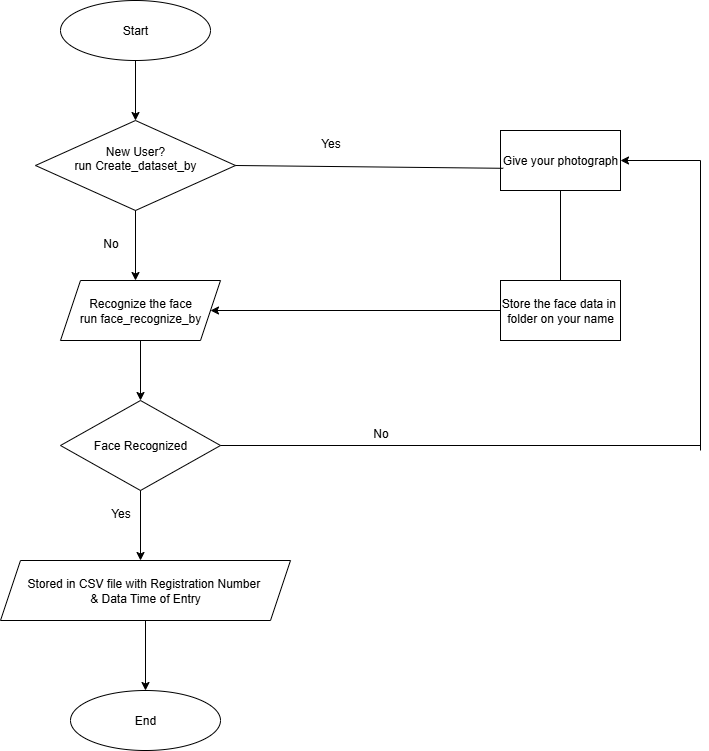 Start
New User?
run Create_dataset_by
Yes
Give your photograph
No
Recognize the face
run face_recognize_by
Store the face data in
folder on your name
Face Recognized
No
Yes
Stored in CSV file with Registration Number
& Data Time of Entry
End